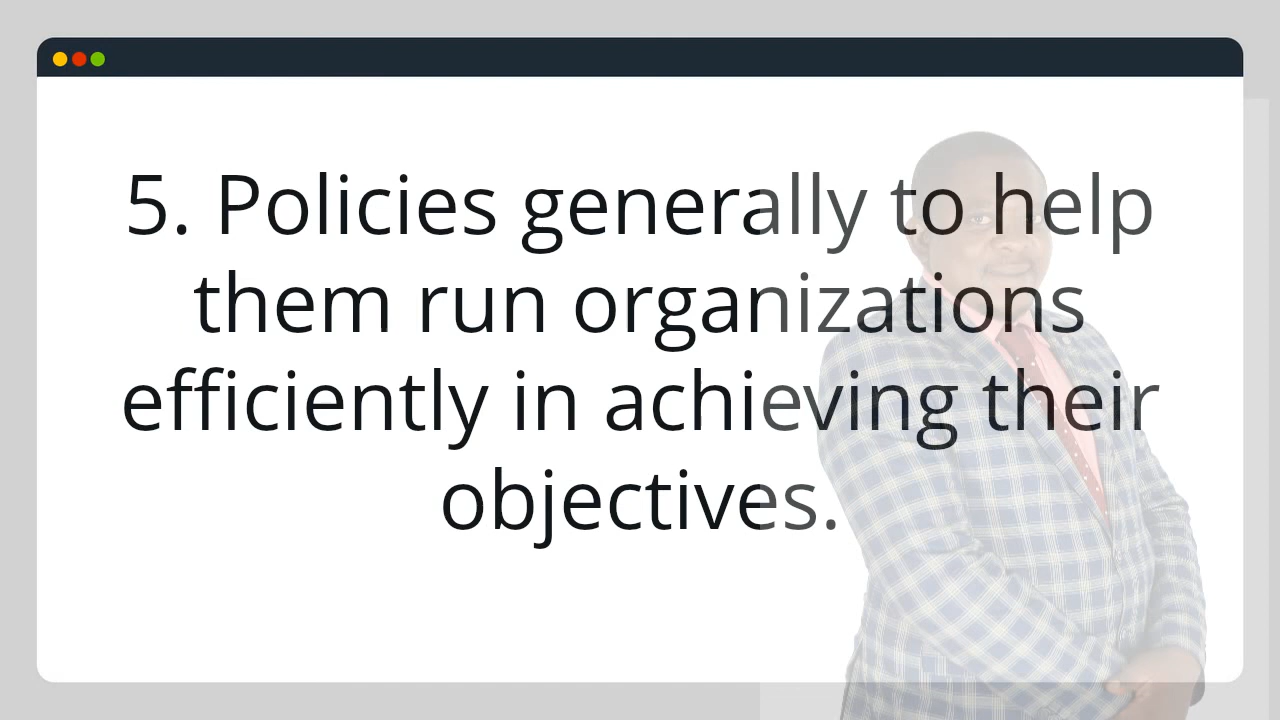 5. Policies generally to help
them run organizations
efficiently in achieving their
objectives.